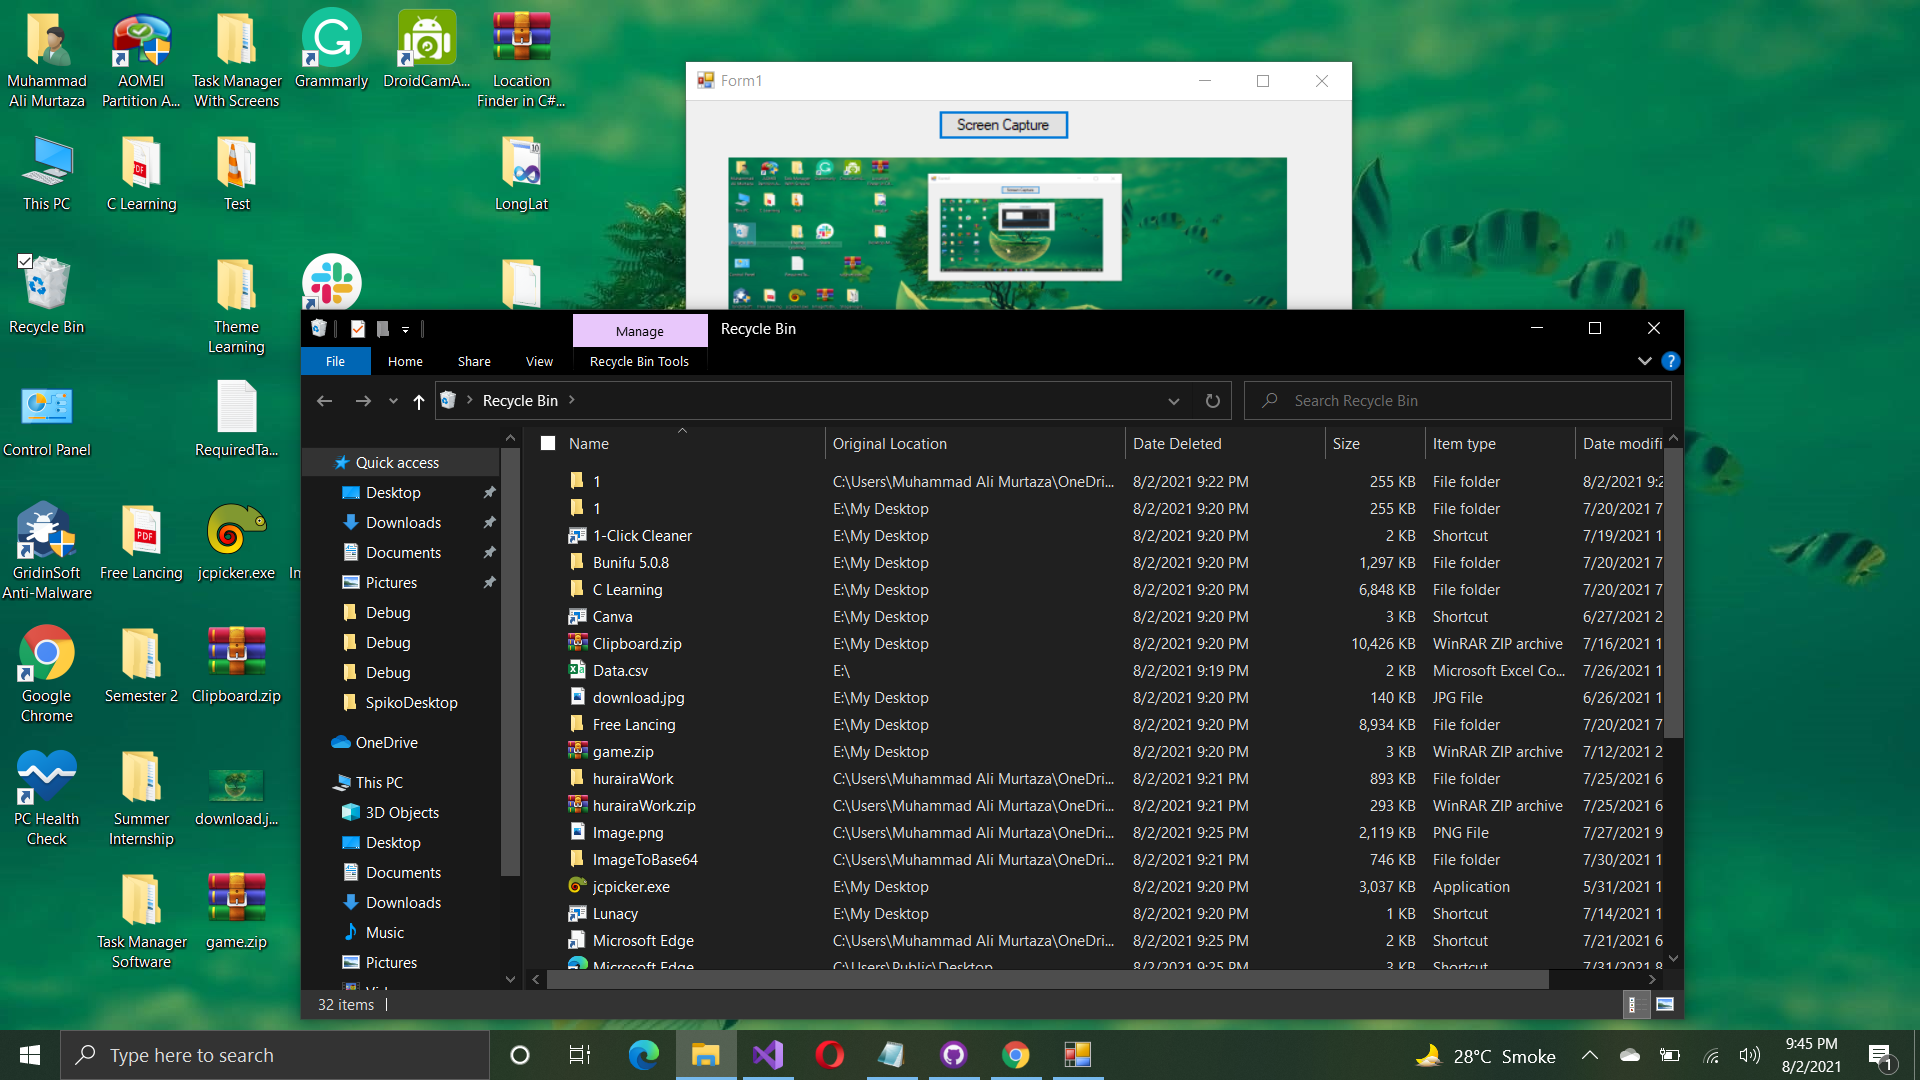 Muhammad
Ali Murtaza
AOMEI
Partition A...
Task Manager
With Screens
Grammarly
DroidCamA...
Location
Finder in C#...
This PC
C Learning
Test
LongLat
Recycle Bin
Theme
Learning
Control Panel
RequiredTa...
GridinSoft
Anti-Malware
Free Lancing
jcpicker.exe
In
Google
Chrome
Semester 2
Clipboard.zip
PC Health
Check
Summer
Internship
download.j...
Task Manager
Software
game.zip
Form1
Screen Capture
Manage
Recycle Bin
File
Home
Share
View
Recycle Bin Tools
Recycle Bin
Search Recycle Bin
Quick access
Desktop
Downloads
Documents
Pictures
Debug
Debug
Debug
SpikoDesktop
OneDrive
This PC
3D Objects
Desktop
Documents
Downloads
Music
Pictures
Name Original Location Date Deleted Size Item type Date modifi
1 C:\Users\Muhammad Ali Murtaza\OneDri... 8/2/2021 9:22 PM 255 KB File folder 8/2/2021 9:2
1 E:\My Desktop 8/2/2021 9:20 PM 255 KB File folder 7/20/2021 7
1-Click Cleaner E:\My Desktop 8/2/2021 9:20 PM 2 KB Shortcut 7/19/2021 1
Bunifu 5.0.8 E:\My Desktop 8/2/2021 9:20 PM 1,297 KB File folder 7/20/2021 7
C Learning E:\My Desktop 8/2/2021 9:20 PM 6,848 KB File folder 7/20/2021 7
Canva E:\My Desktop 8/2/2021 9:20 PM 3 KB Shortcut 6/27/2021 2
Clipboard.zip E:\My Desktop 8/2/2021 9:20 PM 10,426 KB WinRAR ZIP archive 7/16/2021 1
Data.csv E:\ 8/2/2021 9:19 PM 2 KB Microsoft Excel Co... 7/26/2021 1
download.jpg E:\My Desktop 8/2/2021 9:20 PM 140 KB JPG File 6/26/2021 1
Free Lancing E:\My Desktop 8/2/2021 9:20 PM 8,934 KB File folder 7/20/2021 7
game.zip E:\My Desktop 8/2/2021 9:20 PM 3 KB WinRAR ZIP archive 7/12/2021 2
hurairaWork C:\Users\Muhammad Ali Murtaza\OneDri... 8/2/2021 9:21 PM 893 KB File folder 7/25/2021 6
hurairaWork.zip C:\Users\Muhammad Ali Murtaza\OneDri... 8/2/2021 9:21 PM 293 KB WinRAR ZIP archive 7/25/2021 6
Image.png C:\Users\Muhammad Ali Murtaza\OneDri... 8/2/2021 9:25 PM 2,119 KB PNG File 7/27/2021 9
ImageToBase64 C:\Users\Muhammad Ali Murtaza\OneDri... 8/2/2021 9:21 PM 746 KB File folder 7/30/2021 1
jcpicker.exe E:\My Desktop 8/2/2021 9:20 PM 3,037 KB Application 5/31/2021 1
Lunacy E:\My Desktop 8/2/2021 9:20 PM 1 KB Shortcut 7/14/2021 1
Microsoft Edge C:\Users\Muhammad Ali Murtaza\OneDri... 8/2/2021 9:25 PM 2 KB Shortcut 7/21/2021 6
Microsoft Edge C:\Users\Public\Desktop 8/2/2021 9:25 PM 3 KB Shortcut 7/31/2021 8
32 items
Type here to search
28°C Smoke
9:45 PM
8/2/2021
1